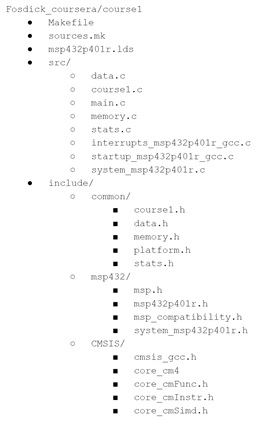 Fosdick_coursera/course1
● Makefile
● sources.mk
● msp432p401r.lds
● src/
○ data.c
○ course1.c
○ main.c
○ memory.c
○ stats.c
○ interrupts_msp432p401r_gcc.c
○ startup_msp432p401r_gcc.c
○ system_msp432p401r.c
● include/
○ common/
■ course1.h
■ data.h
■ memory.h
■ platform.h
■ stats.h
○ msp432/
■ msp.h
■ msp432p401r.h
■ msp_compatibility.h
■ system_msp432p401r.h
○ CMSIS/
■ cmsis_gcc.h
■ core_cm4
■ core_cmFunc.h
■ core_cmInstr.h
■ core_cmSimd.h